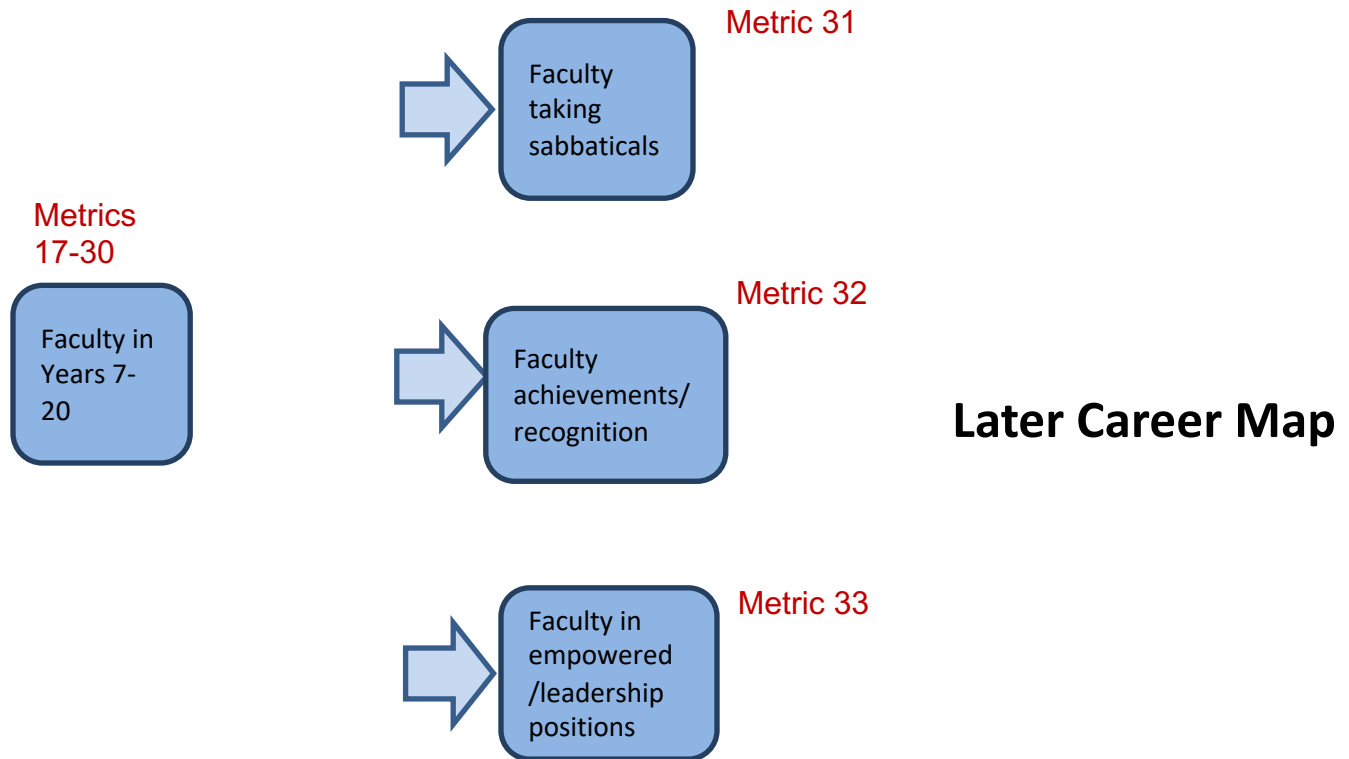 Metric 31
Faculty
taking
sabbaticals
Metrics
17-30
Faculty in
Years 7-
20
Metric 32
Faculty
achievements/
recognition
Later Career Map
Metric 33
Faculty in
empowered
/leadership
positions